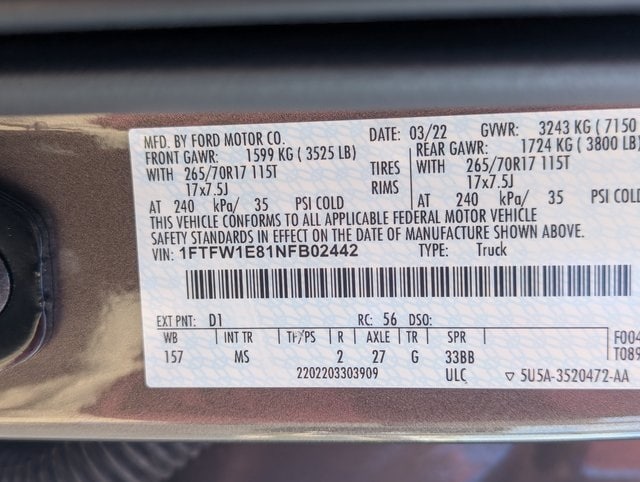 MFD. BY FORD MOTOR CO. DATE: 03/22 GVWR: 3243 KG ( 7150
FRONT GAWR: 1599 KG ( 3525 LB) REAR GAWR: 1724 KG ( 3800 LB)
WITH 265/70R17 115T TIRES WITH 265/70R17 115T
17x7.5J RIMS 17x7.5J
AT 240 kPa/ 35 PSI COLD AT 240 kPa/ 35 PSI COLD
THIS VEHICLE CONFORMS TO ALL APPLICABLE FEDERAL MOTOR VEHICLE
SAFETY STANDARDS IN EFFECT ON THE DATE OF MANUFACTURE SHOWN ABOVE.
VIN: 1FTFW1E81NFB02442 TYPE: Truck
EXT PNT: D1 RC: 56 DSO:
WB INT TR TP/PS R AXLE TR SPR F004
157 MS 2 27 G 33BB T089
2202203303909 ULC ▽ 5U5A-3520472-AA